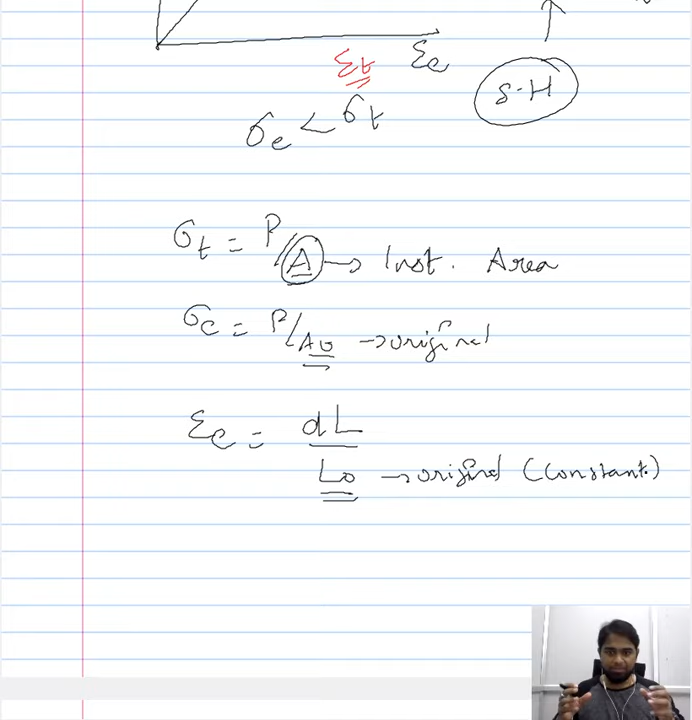 εt εe
S-H
σe < σt
σt = P/A → Inst. Area
σe = P/A0 → original
εe = dL
L0 → original (constant)